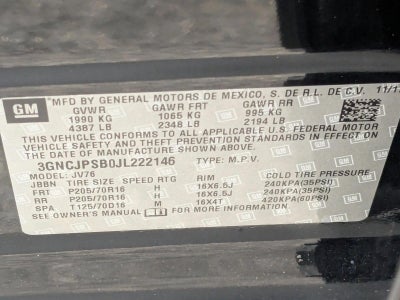 GM
MFD BY GENERAL MOTORS DE MEXICO, S. DE R.L. DE C.V. 11/17
GVWR GAWR FRT GAWR RR
1990 KG 1065 KG 995 KG
4387 LB 2348 LB 2194 LB
THIS VEHICLE CONFORMS TO ALL APPLICABLE U.S. FEDERAL MOTOR
VEHICLE SAFETY AND THEFT PREVENTION STANDARDS IN EFFECT ON
THE DATE OF MANUFACTURE SHOWN ABOVE.
3GNCJPSB0JL222146 TYPE: M.P.V.
MODEL: JV76
JBBN TIRE SIZE SPEED RTG RIM COLD TIRE PRESSURE
FRT P205/70R16 H 16X6.5J 240KPA(35PSI)
RR P205/70R16 H 16X6.5J 240KPA(35PSI)
SPA T125/70D16 M 16X4T 420KPA(60PSI)
SEE OWNER'S MANUAL FOR